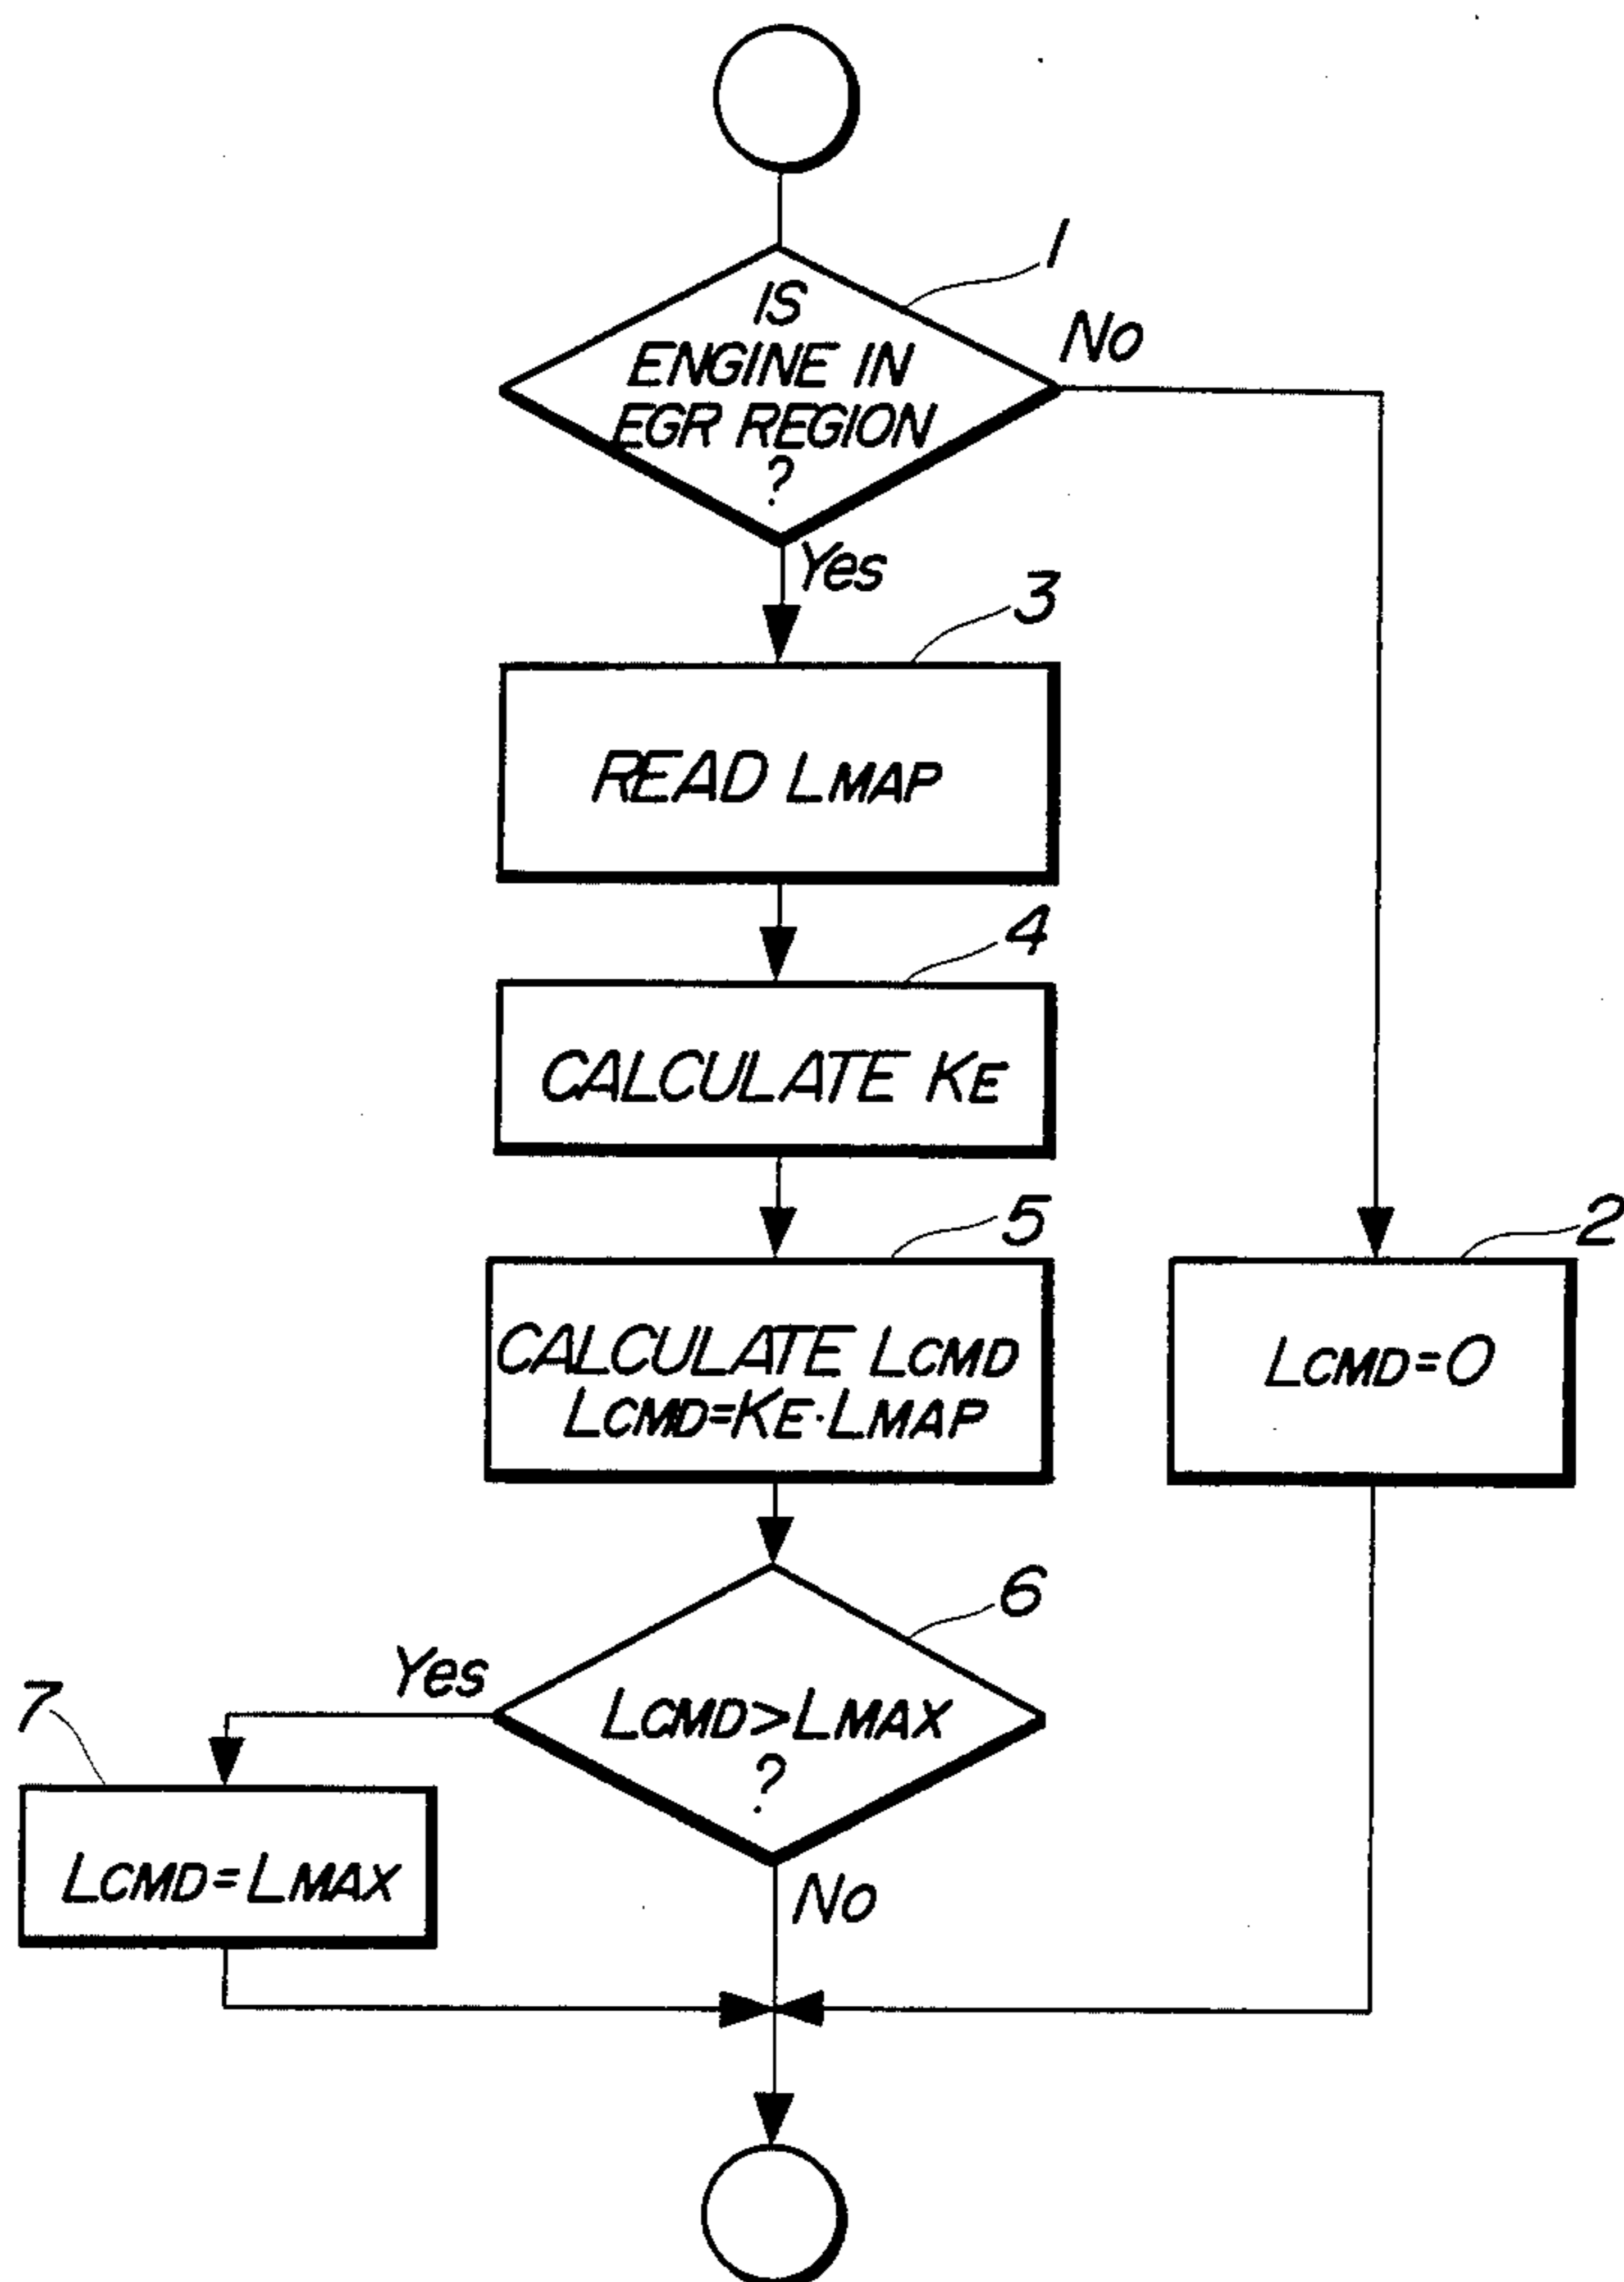 1
IS
ENGINE IN
EGR REGION
?
No
Yes
3
READ LMAP
4
CALCULATE KE
5
CALCULATE LCMD
LCMD=KE·LMAP
2
LCMD=0
6
LCMD>LMAX
?
Yes
No
7
LCMD=LMAX